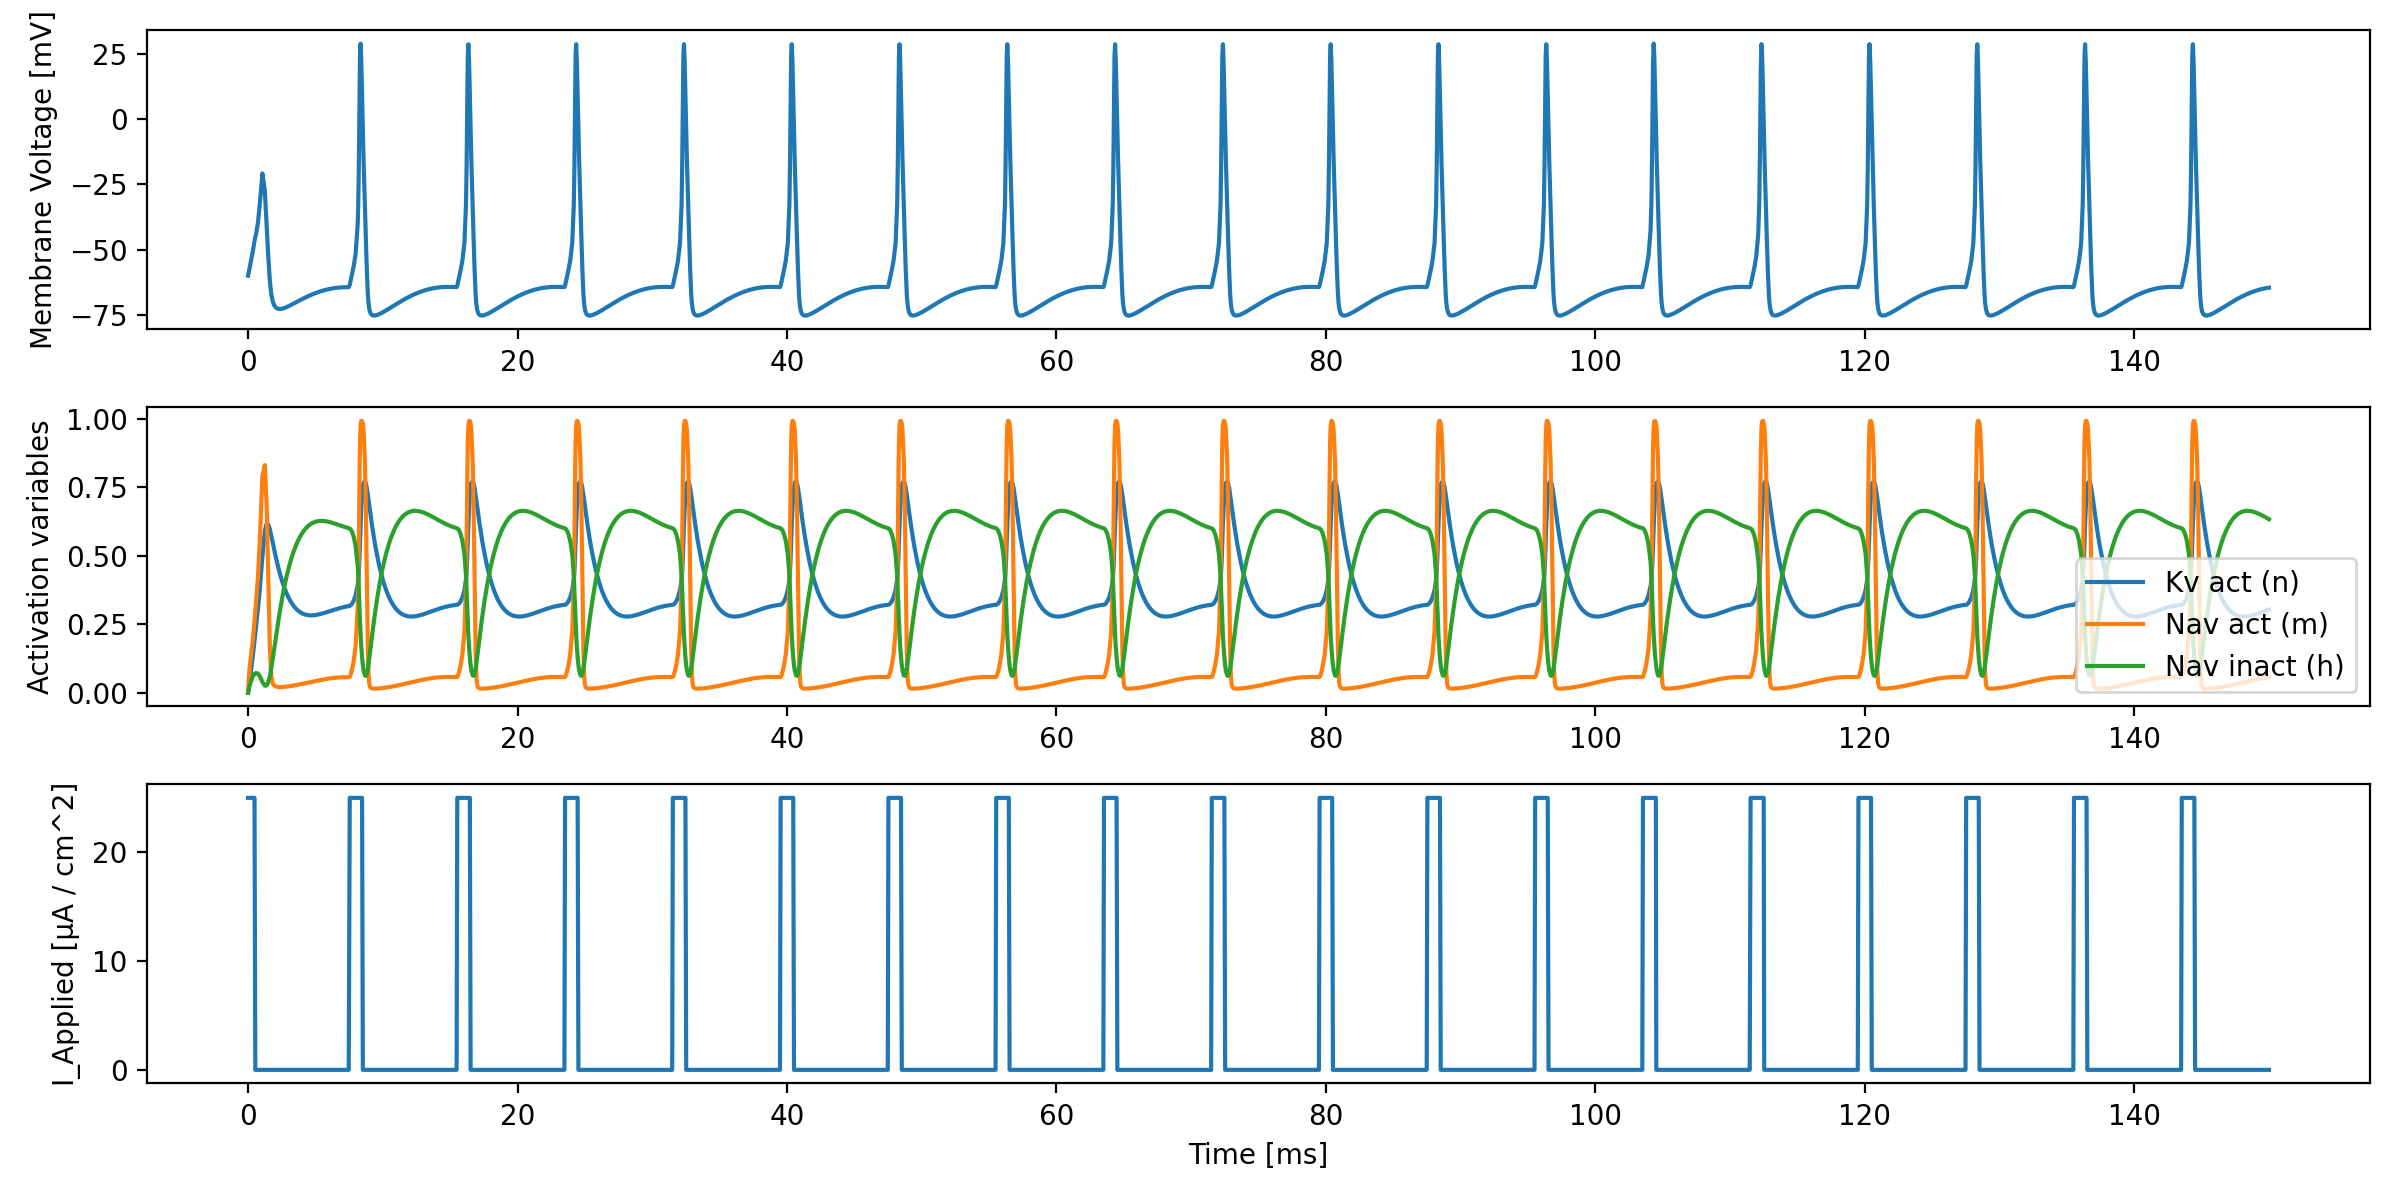 Membrane Voltage [mV]
25
0
−25
−50
−75
0 20 40 60 80 100 120 140
Activation variables
1.00
0.75
0.50
0.25
0.00
Kv act (n)
Nav act (m)
Nav inact (h)
0 20 40 60 80 100 120 140
I_Applied [µA / cm^2]
20
10
0
0 20 40 60 80 100 120 140
Time [ms]